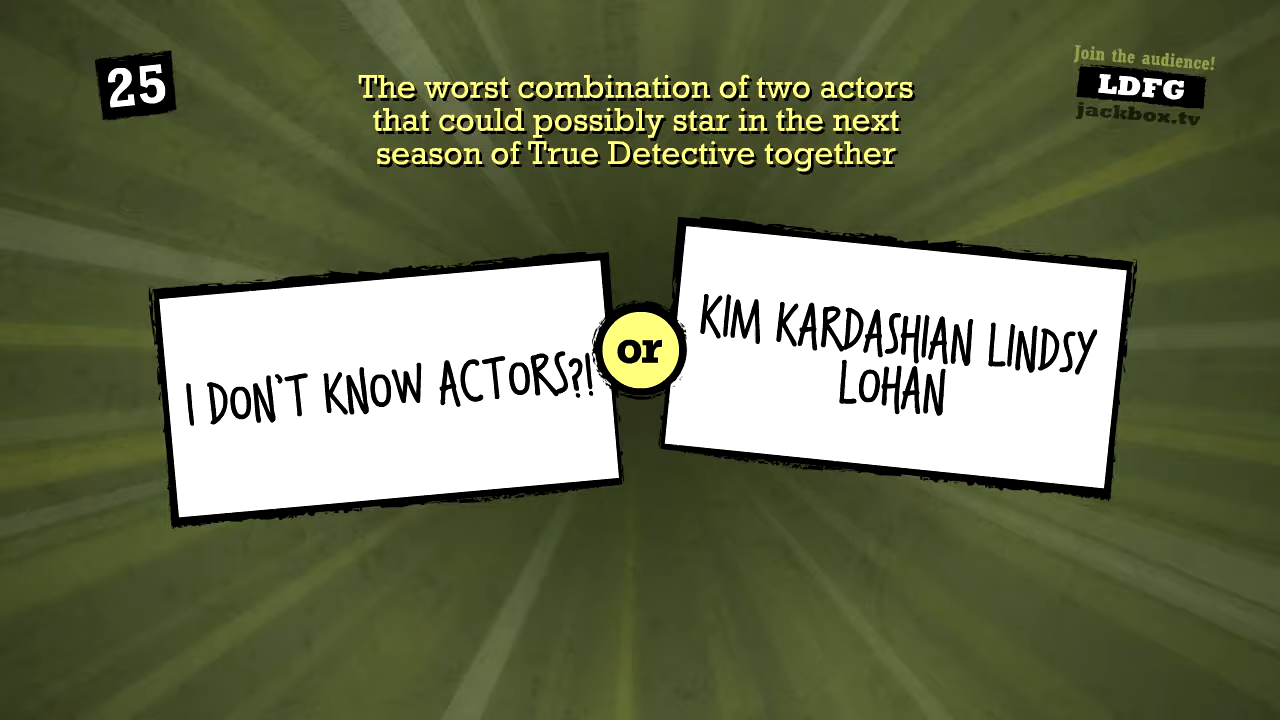 25
The worst combination of two actors
that could possibly star in the next
season of True Detective together
Join the audience!
LDFG
jackbox.tv
I DON'T KNOW ACTORS?!
or
KIM KARDASHIAN LINDSY
LOHAN